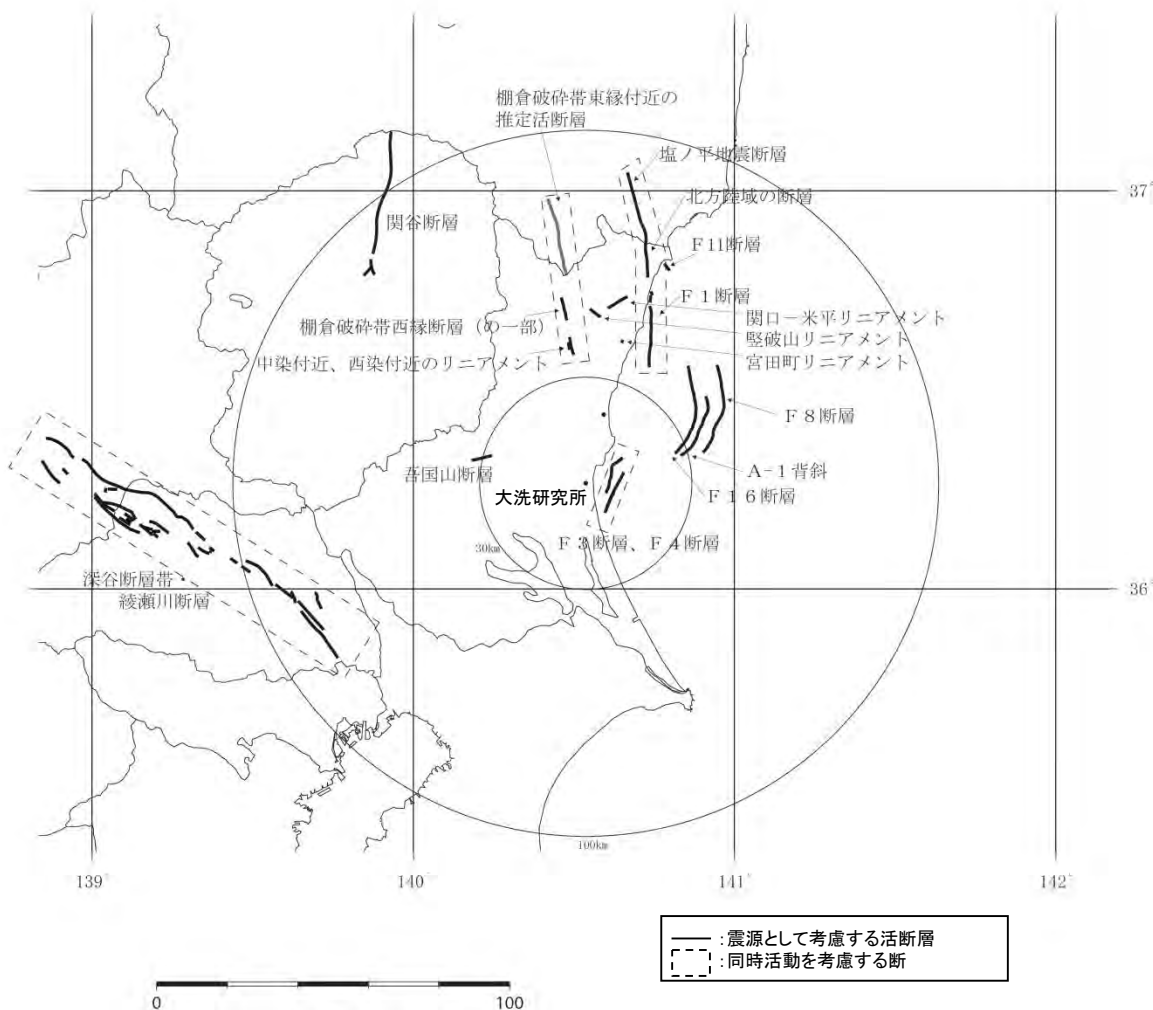 棚倉破砕帯東縁付近の
推定活断層
塩ノ平地震断層
37°
北方陸域の断層
関谷断層
F11断層
F1断層
関口－米平リニアメント
棚倉破砕帯西縁断層（の一部）
竪破山リニアメント
宮田町リニアメント
中染付近、西染付近のリニアメント
F8断層
吾国山断層
A-1背斜
大洗研究所
F16断層
30km
F3断層、F4断層
深谷断層帯・
綾瀬川断層
36°
100km
139°
140°
141°
142°
：震源として考慮する活断層
：同時活動を考慮する断
0
100